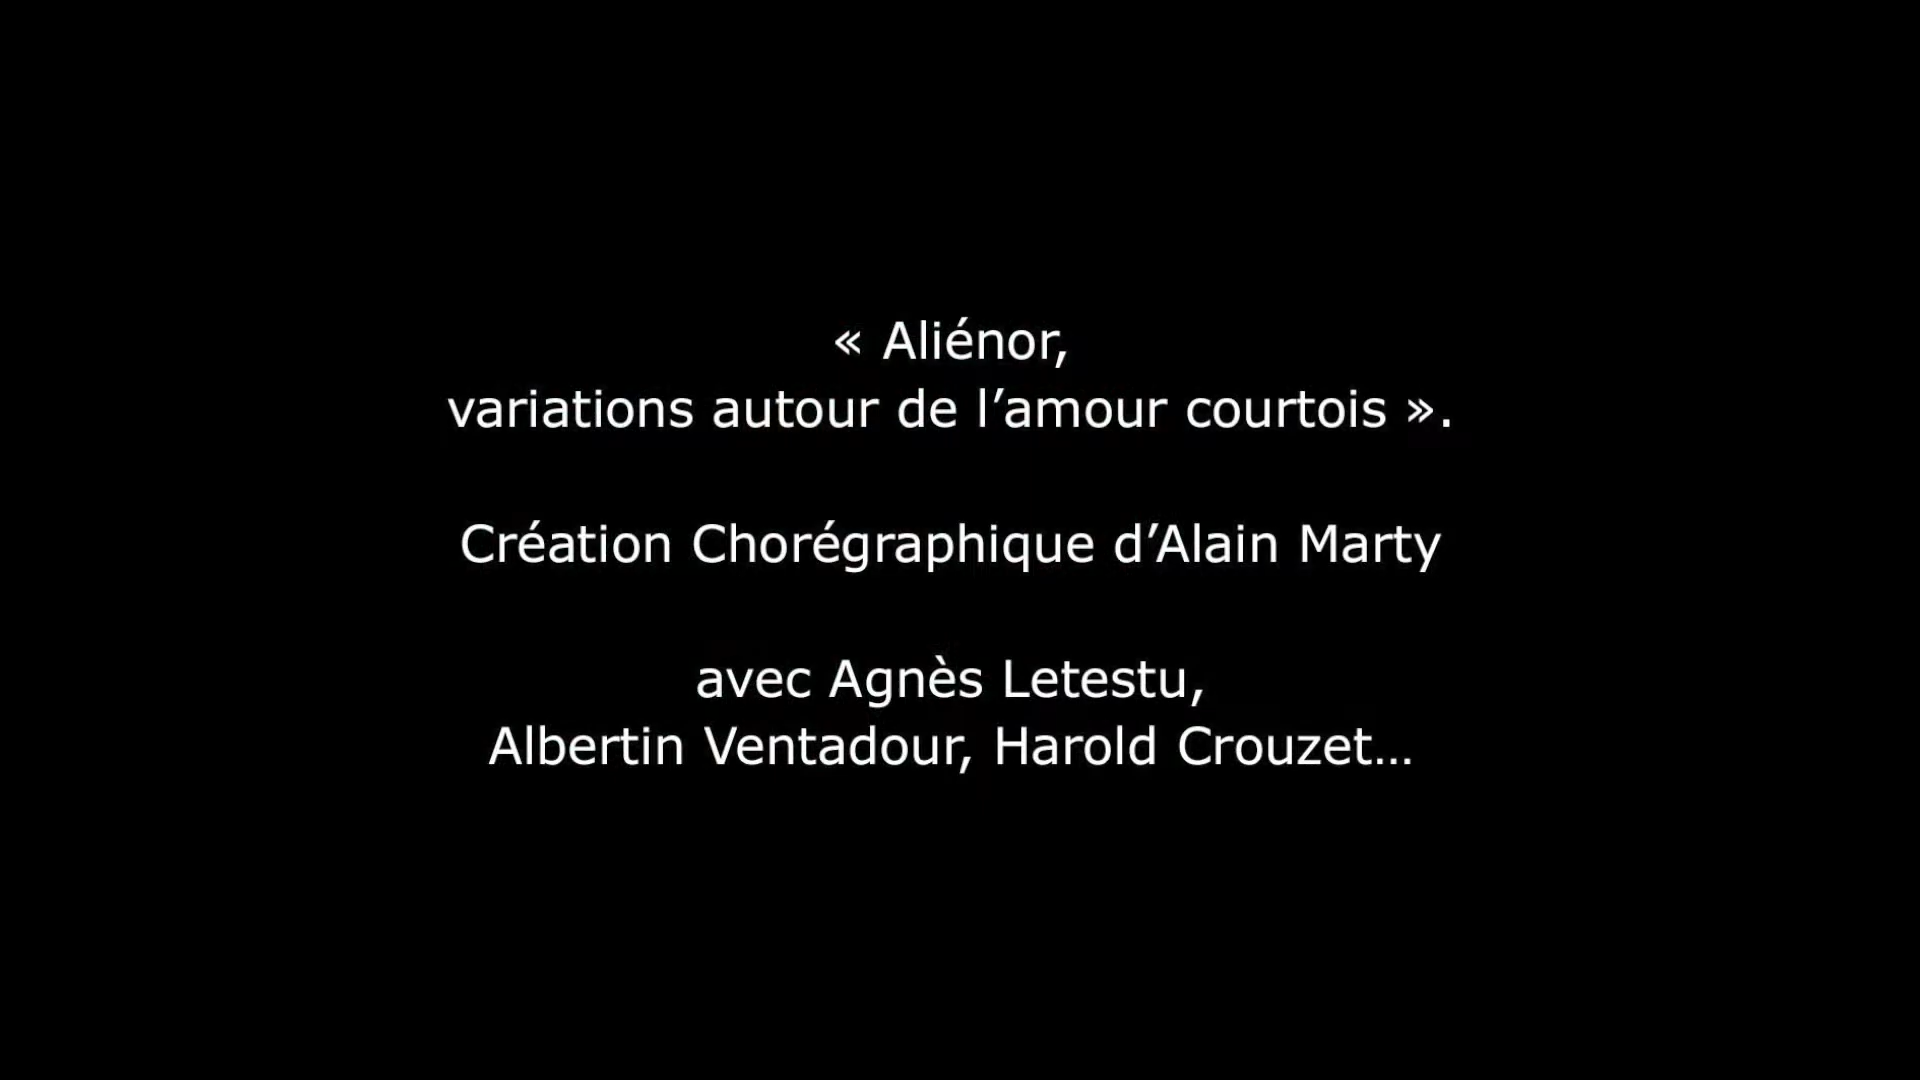 « Aliénor,
variations autour de l’amour courtois ».
Création Chorégraphique d’Alain Marty
avec Agnès Letestu,
Albertin Ventadour, Harold Crouzet…